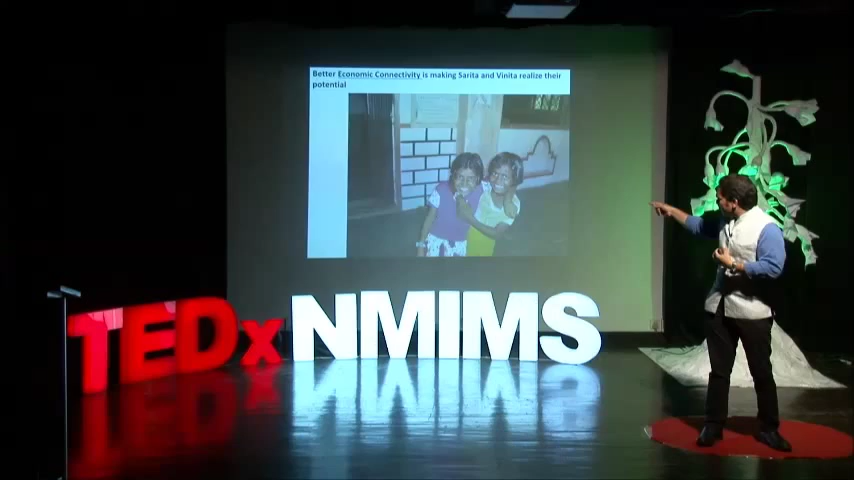 Better Economic Connectivity is making Sarita and Vinita realize their
potential
TEDx NMIMS